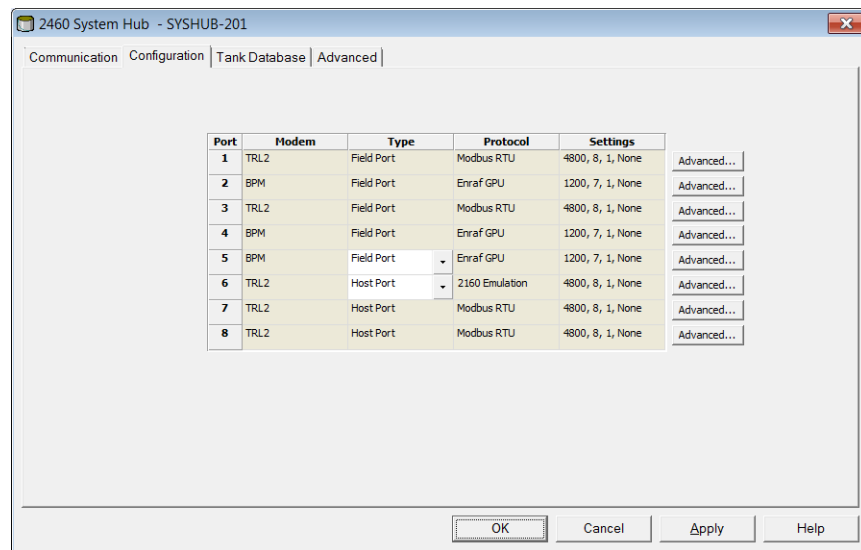 2460 System Hub - SYSHUB-201
Communication Configuration Tank Database Advanced
Port Modem Type Protocol Settings
1 TRL2 Field Port Modbus RTU 4800, 8, 1, None Advanced...
2 BPM Field Port Enraf GPU 1200, 7, 1, None Advanced...
3 TRL2 Field Port Modbus RTU 4800, 8, 1, None Advanced...
4 BPM Field Port Enraf GPU 1200, 7, 1, None Advanced...
5 BPM Field Port Enraf GPU 1200, 7, 1, None Advanced...
6 TRL2 Host Port 2160 Emulation 4800, 8, 1, None Advanced...
7 TRL2 Host Port Modbus RTU 4800, 8, 1, None Advanced...
8 TRL2 Host Port Modbus RTU 4800, 8, 1, None Advanced...
OK Cancel Apply Help